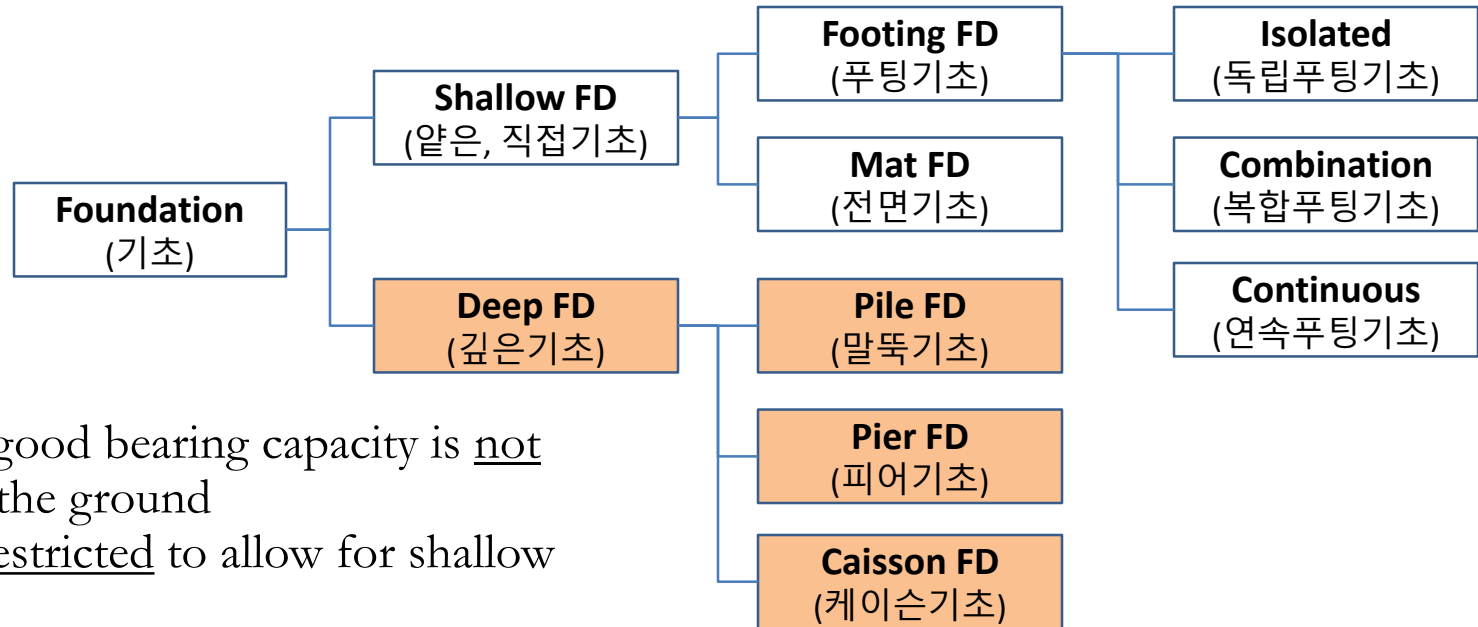 Foundation
(기초)
Shallow FD
(얕은, 직접기초)
Deep FD
(깊은기초)
Footing FD
(푸팅기초)
Mat FD
(전면기초)
Pile FD
(말뚝기초)
Pier FD
(피어기초)
Caisson FD
(케이슨기초)
Isolated
(독립푸팅기초)
Combination
(복합푸팅기초)
Continuous
(연속푸팅기초)
good bearing capacity is not
the ground
estricted to allow for shallow